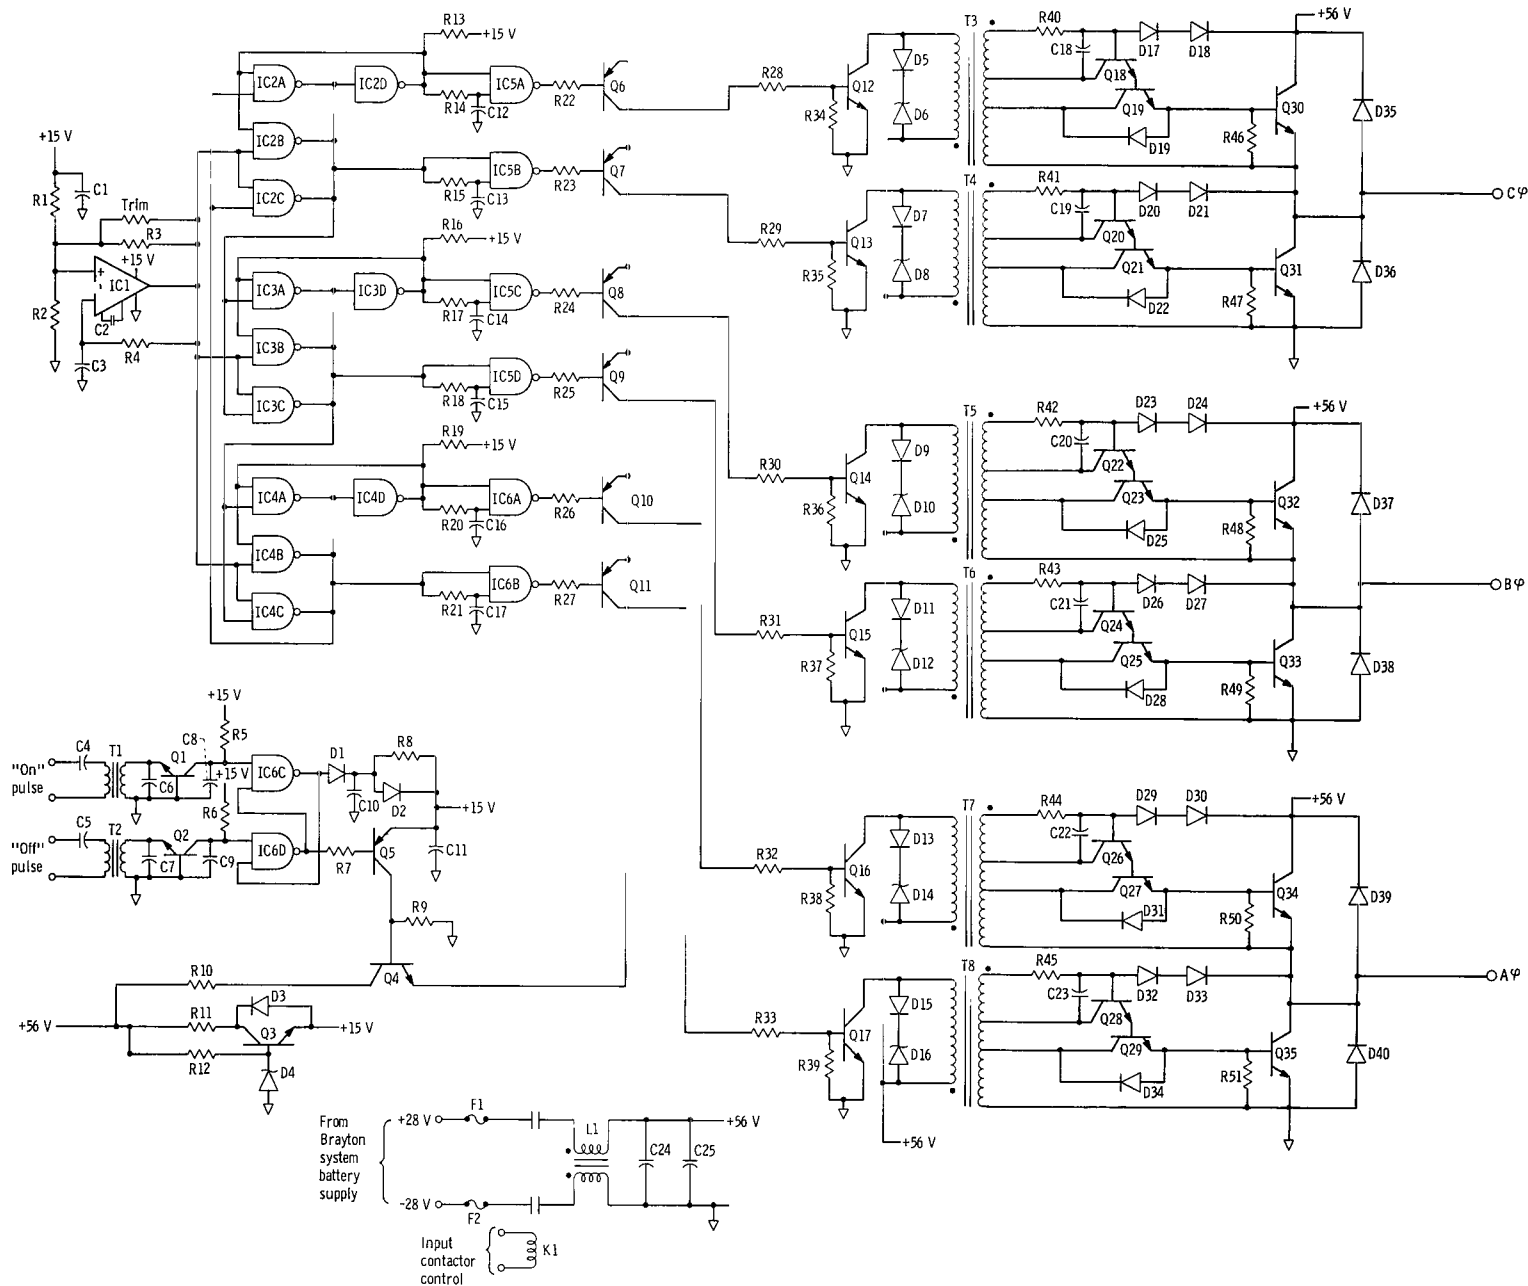 R13
+15 V
IC2A
IC2D
IC5A
R14
C12
R22
Q6
IC2B
IC2C
IC5B
R15
C13
R23
Q7
+15 V
R1
C1
Trim
R3
+15 V
IC1
R2
C2
C3
R4
R16
+15 V
IC3A
IC3D
IC5C
R17
C14
R24
Q8
IC3B
IC3C
IC5D
R18
C15
R25
Q9
R19
+15 V
IC4A
IC4D
IC6A
R20
C16
R26
Q10
IC4B
IC4C
IC6B
R21
C17
R27
Q11
R28
Q12
R34
D5
D6
T3
R40
C18
Q18
D17
D18
Q19
D19
R46
Q30
+56 V
D35
R29
Q13
R35
D7
D8
T4
R41
C19
Q20
D20
D21
Q21
D22
R47
Q31
D36
Cφ
R30
Q14
R36
D9
D10
T5
R42
C20
Q22
D23
D24
Q23
D25
R48
Q32
+56 V
D37
R31
Q15
R37
D11
D12
T6
R43
C21
Q24
D26
D27
Q25
D28
R49
Q33
D38
Bφ
R32
Q16
R38
D13
D14
T7
R44
C22
Q26
D29
D30
Q27
D31
R50
Q34
+56 V
D39
R33
Q17
R39
D15
D16
+56 V
T8
R45
C23
Q28
D32
D33
Q29
D34
R51
Q35
D40
Aφ
+15 V
"On"
pulse
C4
T1
Q1
C6
C8
R5
+15 V
IC6C
D1
C10
R8
D2
+15 V
"Off"
pulse
C5
T2
Q2
C7
C9
R6
IC6D
R7
Q5
C11
R9
Q4
R10
+56 V
R11
D3
Q3
+15 V
R12
D4
From
Brayton
system
battery
supply
+28 V
F1
L1
C24
C25
+56 V
-28 V
F2
Input
contactor
control
K1